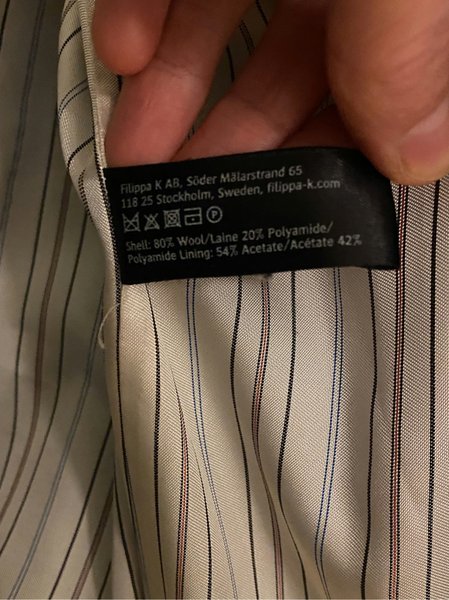 Filippa K AB, Söder Mälarstrand 65
118 25 Stockholm, Sweden, filippa-k.com
Shell: 80% Wool/Laine 20% Polyamide/
Polyamide Lining: 54% Acetate/Acétate 42%